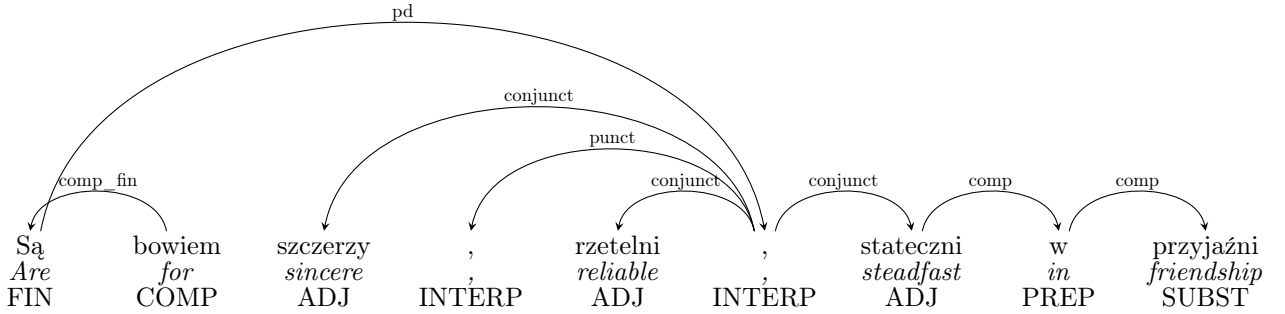 pd
conjunct
punct
comp_fin conjunct conjunct comp comp
Są bowiem szczerzy , rzetelni , stateczni w przyjaźni
Are for sincere , reliable , steadfast in friendship
FIN COMP ADJ INTERP ADJ INTERP ADJ PREP SUBST